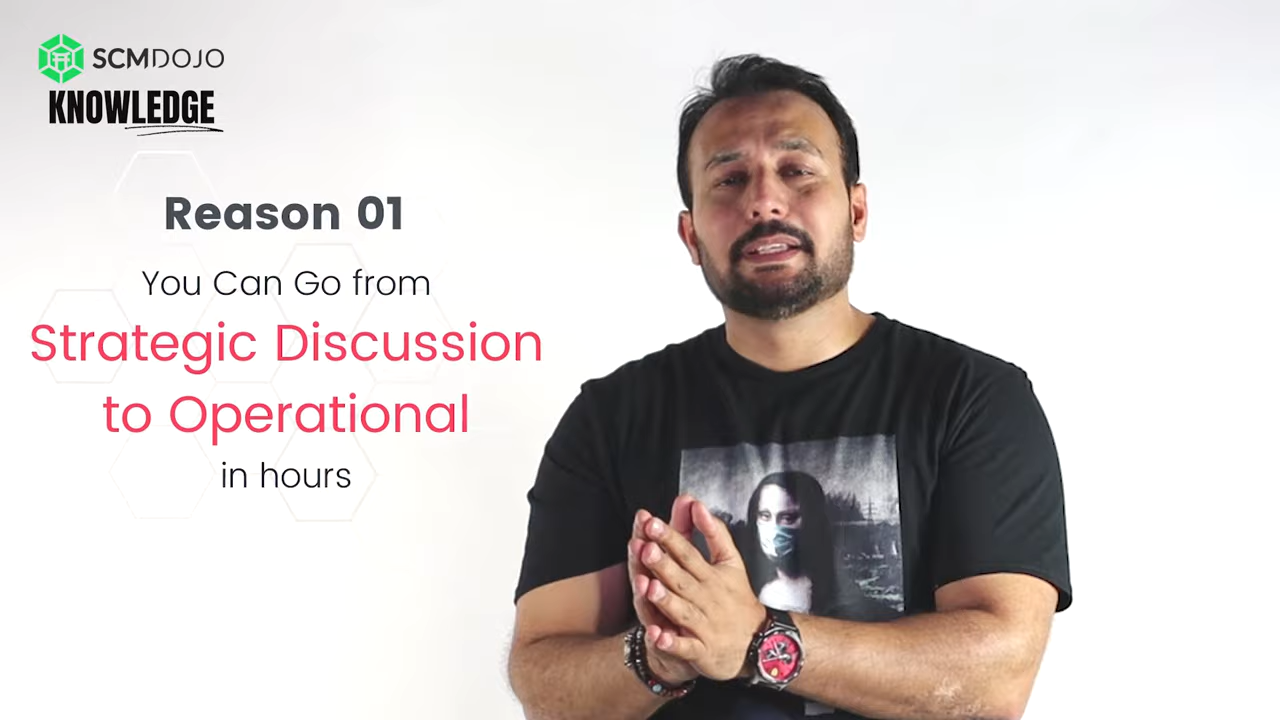 SCMDOJO
KNOWLEDGE
Reason 01
You Can Go from
Strategic Discussion
to Operational
in hours